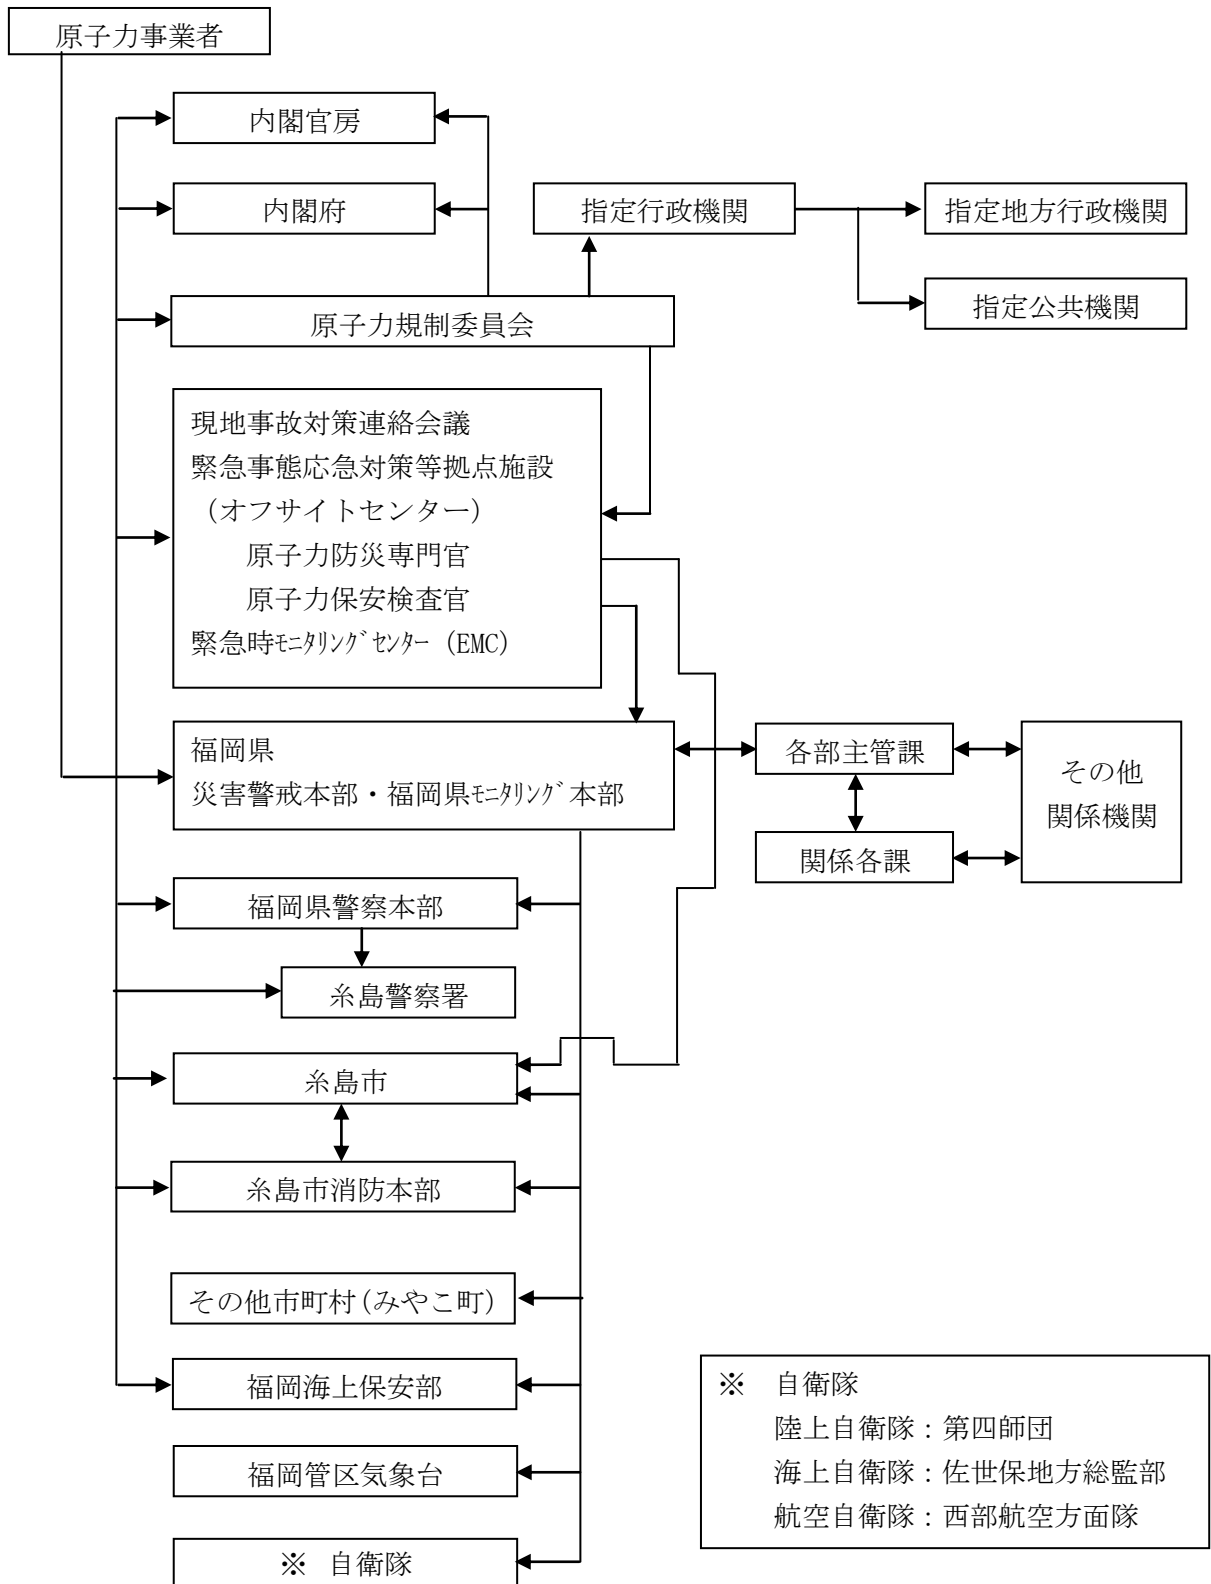 原子力事業者
内閣官房
内閣府
指定行政機関
指定地方行政機関
原子力規制委員会
指定公共機関
現地事故対策連絡会議
緊急事態応急対策等拠点施設
(オフサイトセンター)
原子力防災専門官
原子力保安検査官
緊急時ﾓﾆﾀﾘﾝｸﾞｾﾝﾀｰ (EMC)
福岡県
災害警戒本部・福岡県ﾓﾆﾀﾘﾝｸﾞ本部
各部主管課
その他
関係機関
関係各課
福岡県警察本部
糸島警察署
糸島市
糸島市消防本部
その他市町村(みやこ町)
福岡海上保安部
福岡管区気象台
※ 自衛隊
※ 自衛隊
陸上自衛隊:第四師団
海上自衛隊:佐世保地方総監部
航空自衛隊:西部航空方面隊